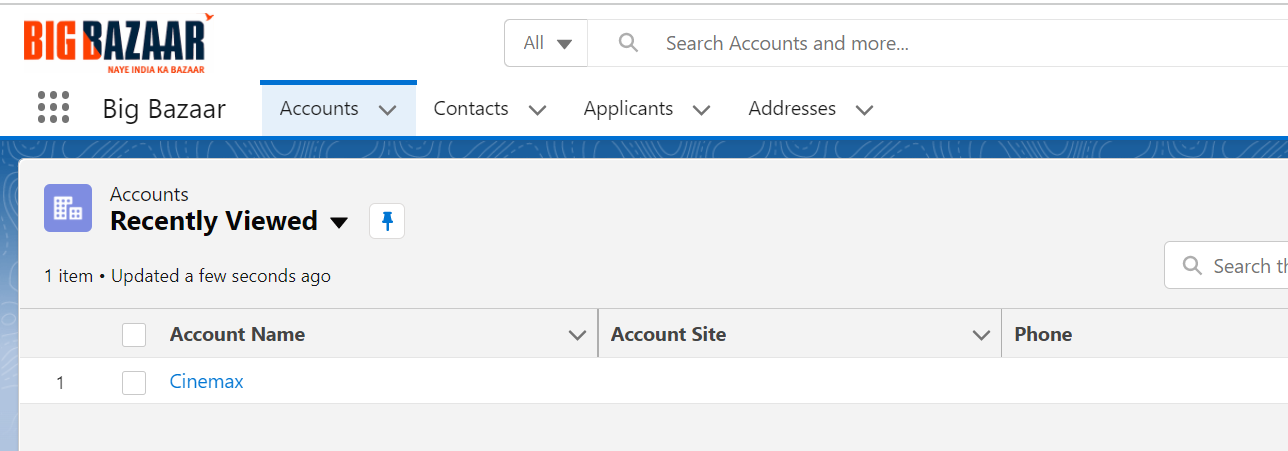 BIG BAZAAR
NAYE INDIA KA BAZAAR
All Search Accounts and more...
Big Bazaar Accounts Contacts Applicants Addresses
Accounts
Recently Viewed
1 item • Updated a few seconds ago
Search
Account Name Account Site Phone
1 Cinemax